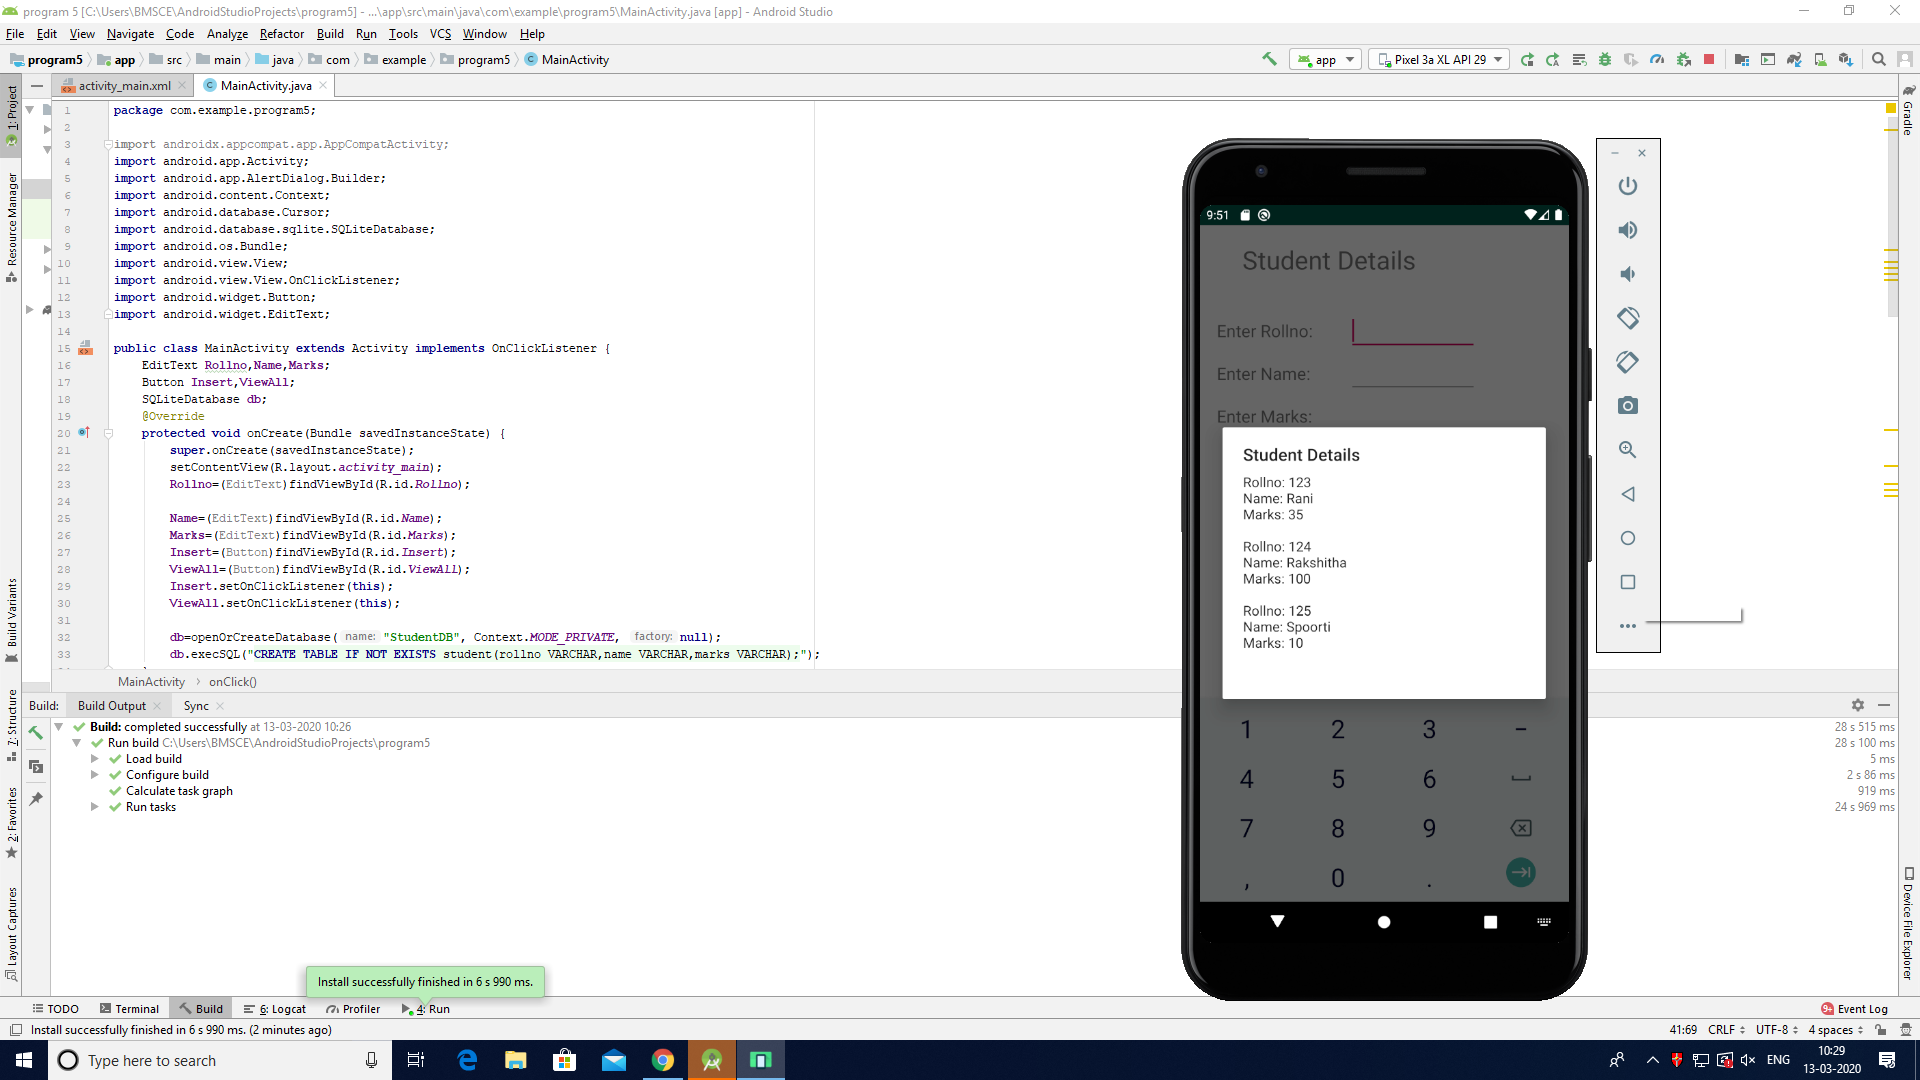 program 5 [C:\Users\BMSCE\AndroidStudioProjects\program5] - ...\app\src\main\java\com\example\program5\MainActivity.java [app] - Android Studio
File Edit View Navigate Code Analyze Refactor Build Run Tools VCS Window Help
program5 app src main java com example program5 MainActivity
app Pixel 3a XL API 29
activity_main.xml MainActivity.java
1: Project
Resource Manager
Build Variants
7: Structure
2: Favorites
Layout Captures
Gradle
Device File Explorer
1 package com.example.program5;
2
3 import androidx.appcompat.app.AppCompatActivity;
4 import android.app.Activity;
5 import android.app.AlertDialog.Builder;
6 import android.content.Context;
7 import android.database.Cursor;
8 import android.database.sqlite.SQLiteDatabase;
9 import android.os.Bundle;
10 import android.view.View;
11 import android.view.View.OnClickListener;
12 import android.widget.Button;
13 import android.widget.EditText;
14
15 public class MainActivity extends Activity implements OnClickListener {
16 EditText Rollno,Name,Marks;
17 Button Insert,ViewAll;
18 SQLiteDatabase db;
19 @Override
20 protected void onCreate(Bundle savedInstanceState) {
21 super.onCreate(savedInstanceState);
22 setContentView(R.layout.activity_main);
23 Rollno=(EditText)findViewById(R.id.Rollno);
24
25 Name=(EditText)findViewById(R.id.Name);
26 Marks=(EditText)findViewById(R.id.Marks);
27 Insert=(Button)findViewById(R.id.Insert);
28 ViewAll=(Button)findViewById(R.id.ViewAll);
29 Insert.setOnClickListener(this);
30 ViewAll.setOnClickListener(this);
31
32 db=openOrCreateDatabase( name: "StudentDB", Context.MODE_PRIVATE, factory: null);
33 db.execSQL("CREATE TABLE IF NOT EXISTS student(rollno VARCHAR,name VARCHAR,marks VARCHAR);");
MainActivity > onClick()
9:51
Student Details
Enter Rollno:
Enter Name:
Enter Marks:
Student Details
Rollno: 123
Name: Rani
Marks: 35
Rollno: 124
Name: Rakshitha
Marks: 100
Rollno: 125
Name: Spoorti
Marks: 10
1 2 3 -
4 5 6
7 8 9
, 0 .
Build: Build Output Sync
Build: completed successfully at 13-03-2020 10:26 28 s 515 ms
Run build C:\Users\BMSCE\AndroidStudioProjects\program5 28 s 100 ms
Load build 5 ms
Configure build 2 s 86 ms
Calculate task graph 919 ms
Run tasks 24 s 969 ms
Install successfully finished in 6 s 990 ms.
TODO Terminal Build 6: Logcat Profiler 4: Run 9 Event Log
Install successfully finished in 6 s 990 ms. (2 minutes ago) 41:69 CRLF UTF-8 4 spaces
Type here to search ENG 10:29
13-03-2020